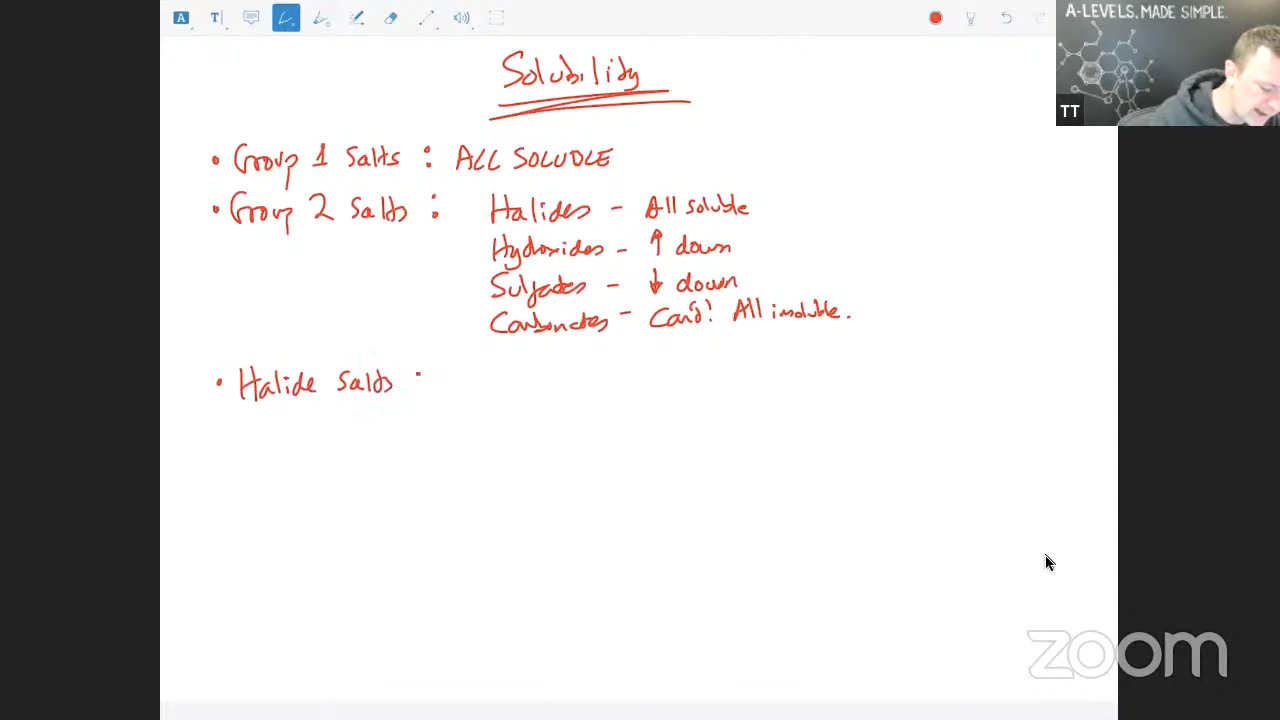 A-LEVELS, MADE SIMPLE.
TT
Solubility
• Group 1 Salts : ALL SOLUBLE
• Group 2 Salts : Halides - All soluble
Hydroxides - ↑ down
Sulfates - ↓ down
Carbonates - Can't! All insoluble.
• Halide Salts
zoom